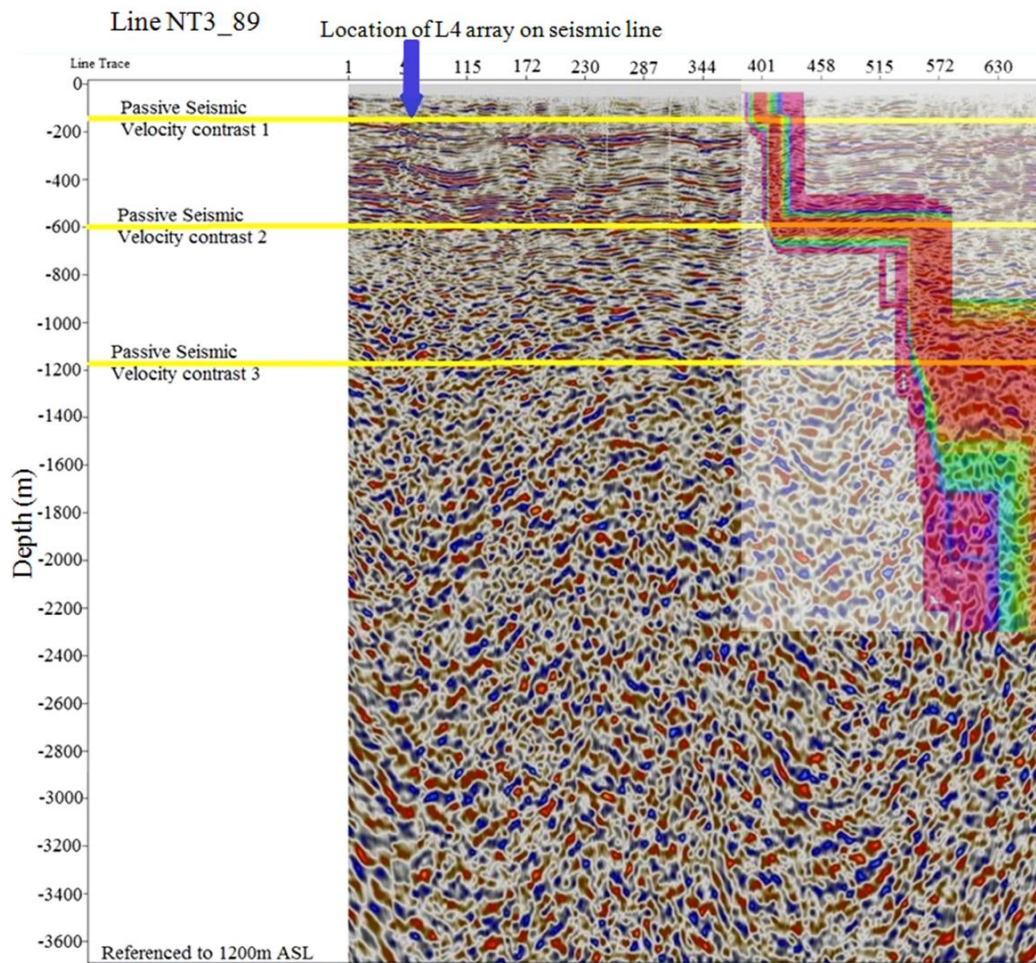 Line NT3_89
Location of L4 array on seismic line
Line Trace
1 5 115 172 230 287 344 401 458 515 572 630
0
Passive Seismic
Velocity contrast 1
-200
-400
Passive Seismic
-600
Velocity contrast 2
-800
-1000
Passive Seismic
-1200
Velocity contrast 3
-1400
-1600
-1800
Depth (m)
-2000
-2200
-2400
-2600
-2800
-3000
-3200
-3400
-3600
Referenced to 1200m ASL